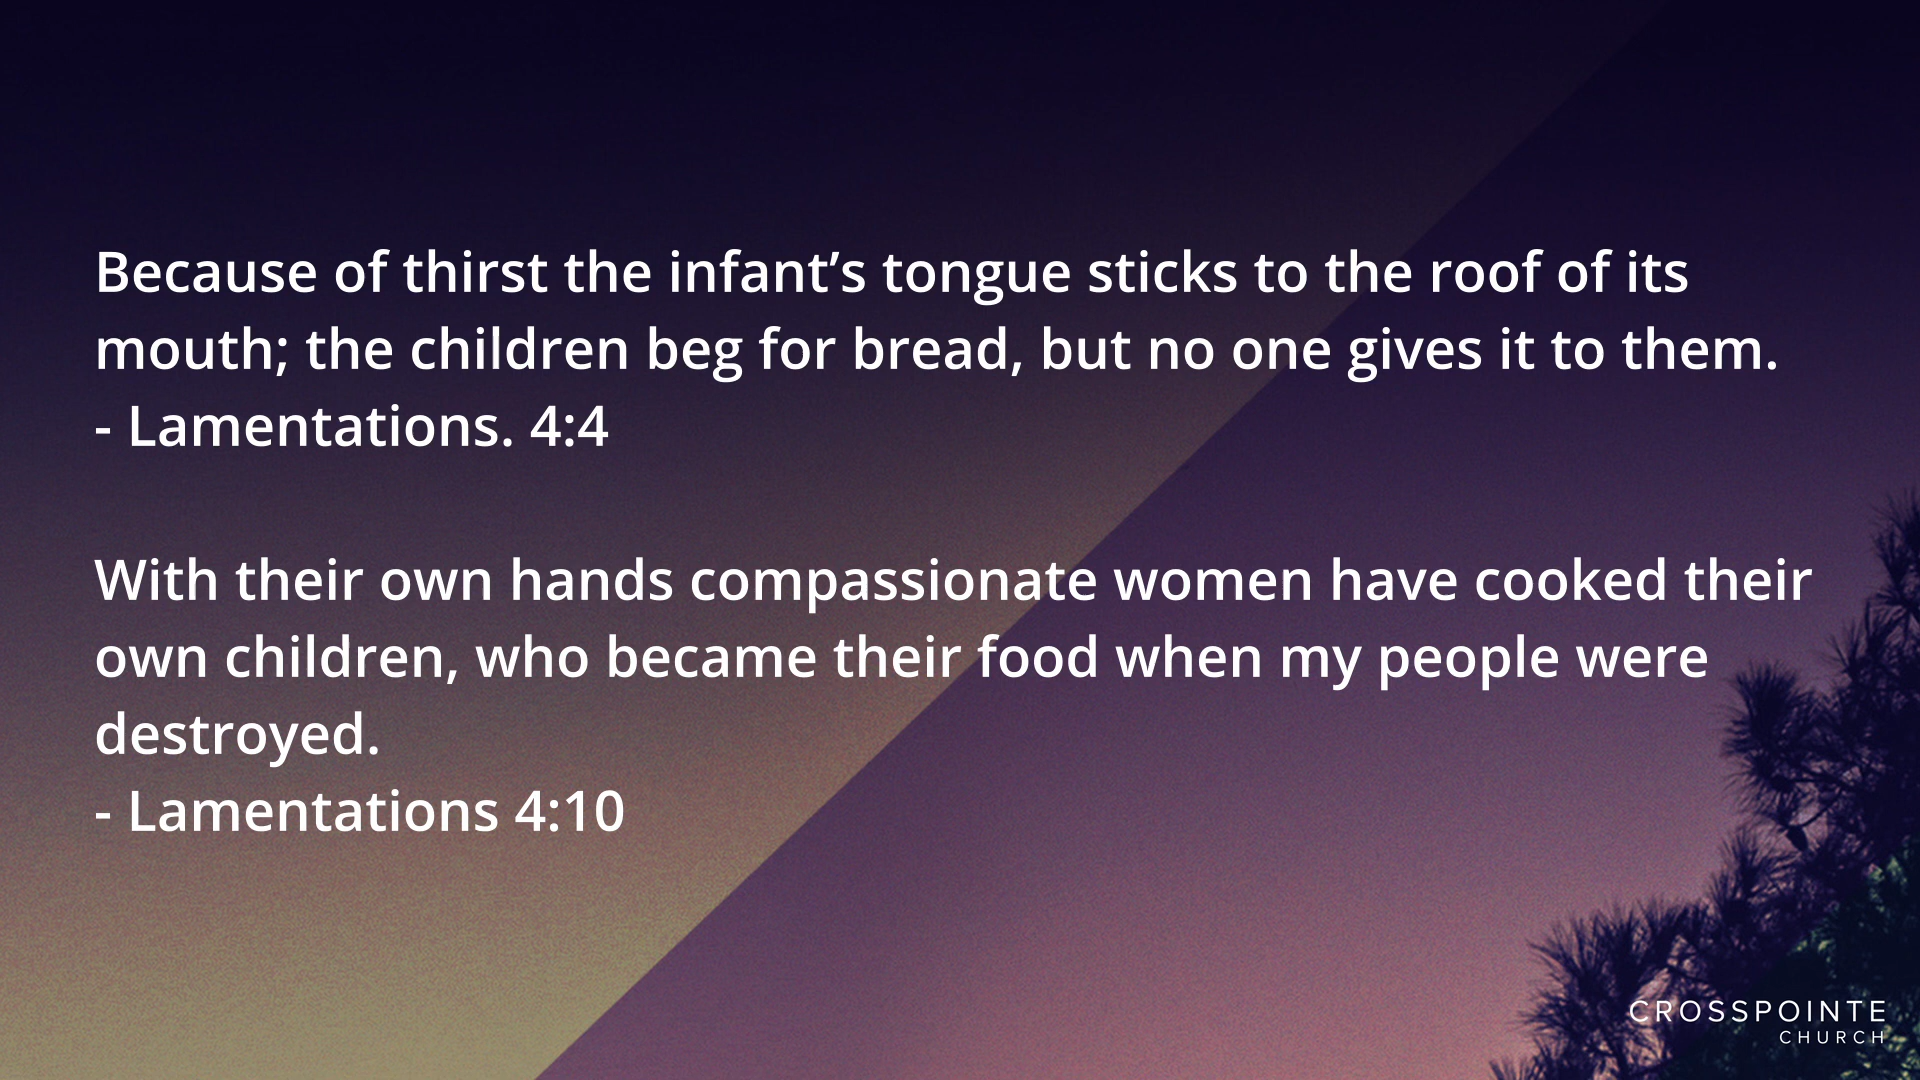 Because of thirst the infant’s tongue sticks to the roof of its
mouth; the children beg for bread, but no one gives it to them.
- Lamentations. 4:4
With their own hands compassionate women have cooked their
own children, who became their food when my people were
destroyed.
- Lamentations 4:10
CROSSPOINTE
CHURCH